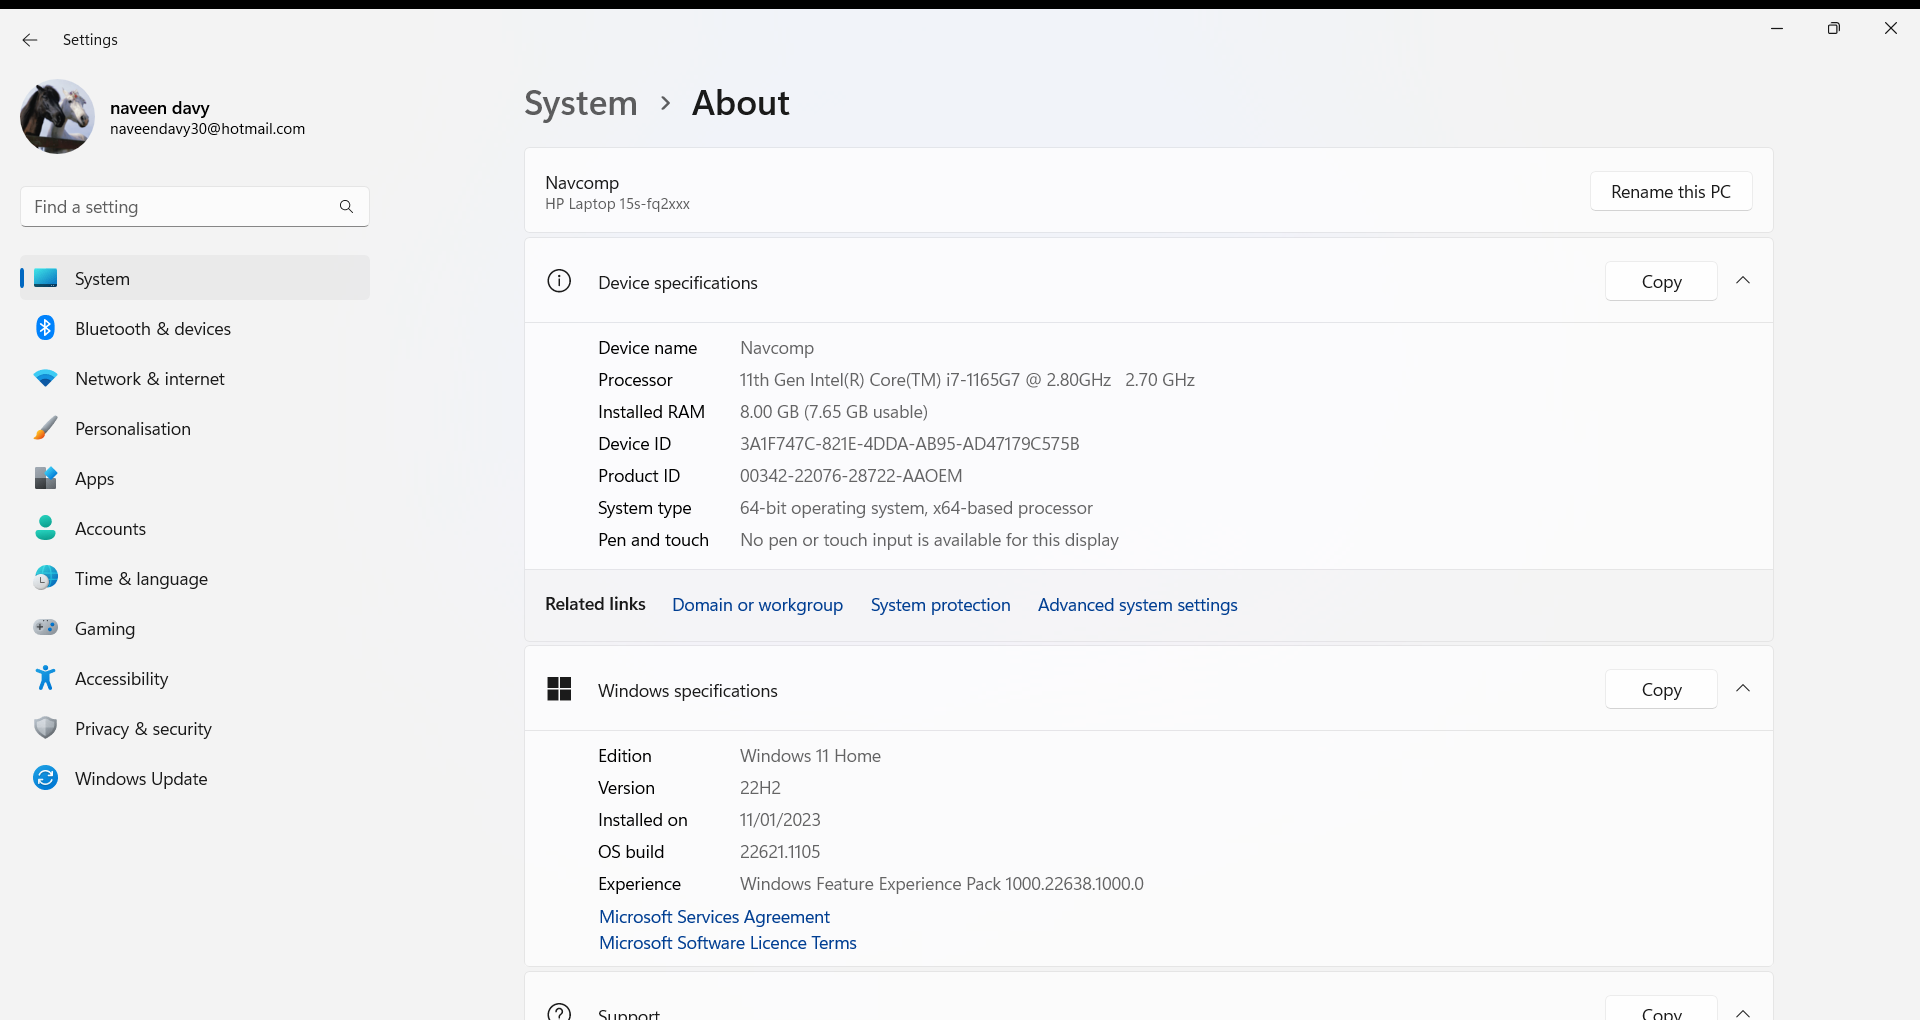 Settings
naveen davy
naveendavy30@hotmail.com
Find a setting
System
Bluetooth & devices
Network & internet
Personalisation
Apps
Accounts
Time & language
Gaming
Accessibility
Privacy & security
Windows Update
System > About
Navcomp
HP Laptop 15s-fq2xxx
Rename this PC
Device specifications
Copy
Device name Navcomp
Processor 11th Gen Intel(R) Core(TM) i7-1165G7 @ 2.80GHz 2.70 GHz
Installed RAM 8.00 GB (7.65 GB usable)
Device ID 3A1F747C-821E-4DDA-AB95-AD47179C575B
Product ID 00342-22076-28722-AAOEM
System type 64-bit operating system, x64-based processor
Pen and touch No pen or touch input is available for this display
Related links Domain or workgroup System protection Advanced system settings
Windows specifications
Copy
Edition Windows 11 Home
Version 22H2
Installed on 11/01/2023
OS build 22621.1105
Experience Windows Feature Experience Pack 1000.22638.1000.0
Microsoft Services Agreement
Microsoft Software Licence Terms
Support
Copy